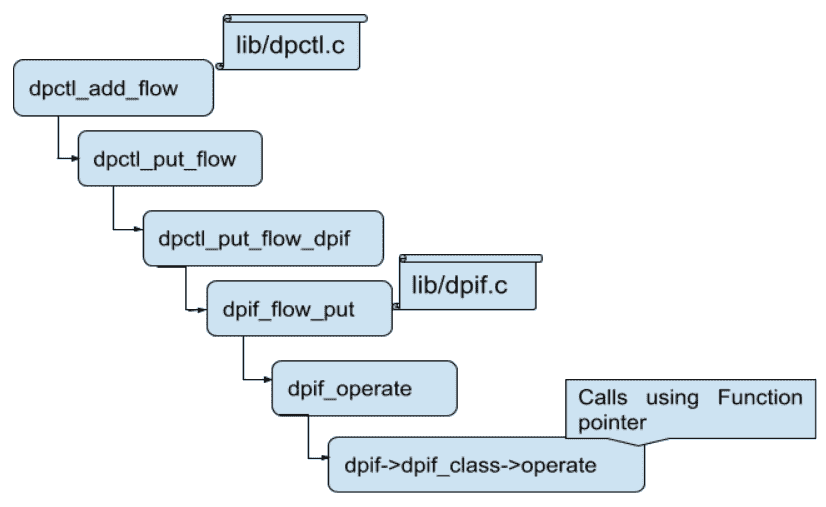 lib/dpctl.c
dpctl_add_flow
dpctl_put_flow
dpctl_put_flow_dpif
lib/dpif.c
dpif_flow_put
dpif_operate
Calls using Function
pointer
dpif->dpif_class->operate